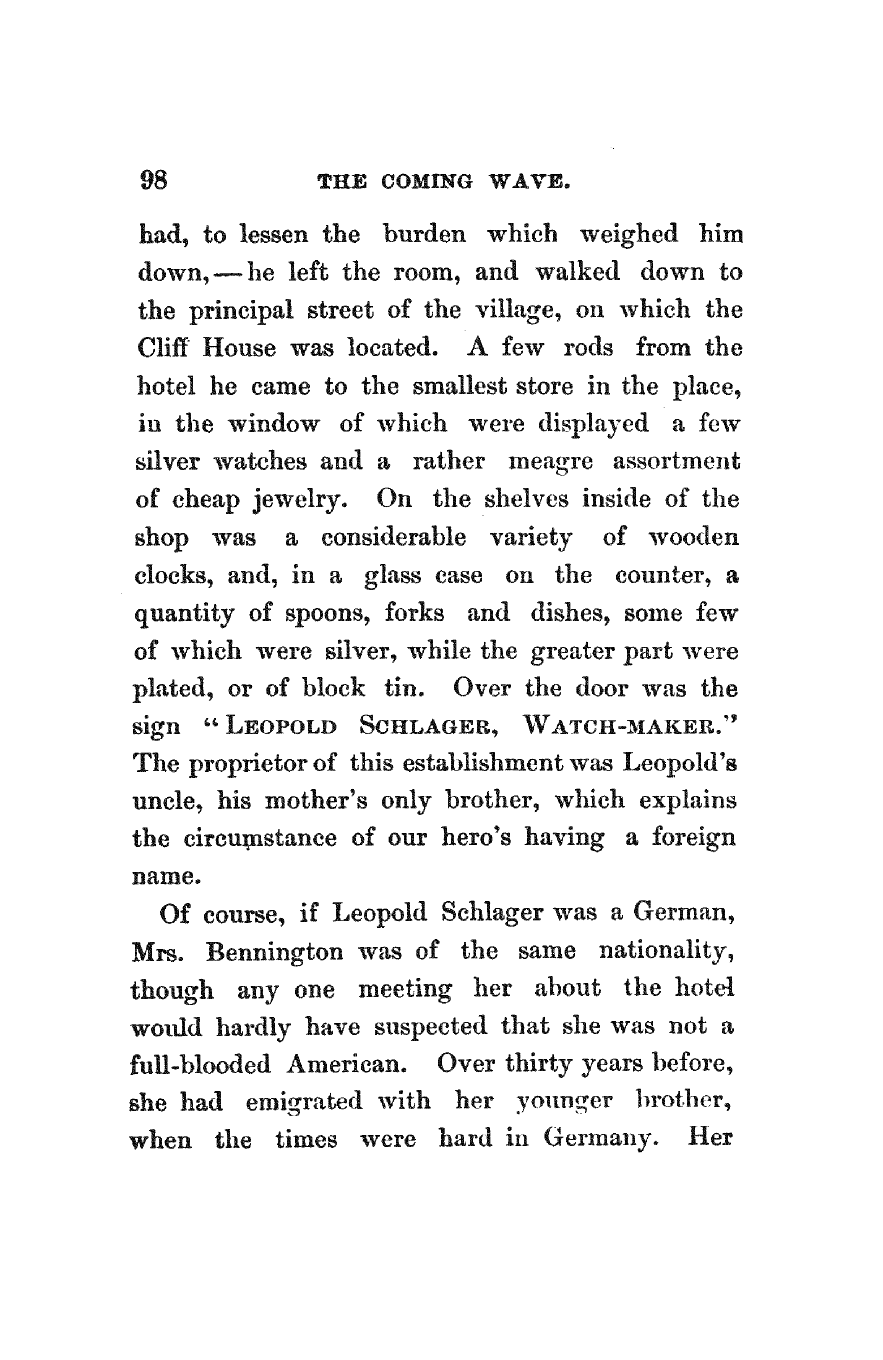 98 THE COMING WAVE.
had, to lessen the burden which weighed him
down,—he left the room, and walked down to
the principal street of the village, on which the
Cliff House was located. A few rods from the
hotel he came to the smallest store in the place,
in the window of which were displayed a few
silver watches and a rather meagre assortment
of cheap jewelry. On the shelves inside of the
shop was a considerable variety of wooden
clocks, and, in a glass case on the counter, a
quantity of spoons, forks and dishes, some few
of which were silver, while the greater part were
plated, or of block tin. Over the door was the
sign “LEOPOLD SCHLAGER, WATCH-MAKER.”
The proprietor of this establishment was Leopold's
uncle, his mother's only brother, which explains
the circumstance of our hero's having a foreign
name.
Of course, if Leopold Schlager was a German,
Mrs. Bennington was of the same nationality,
though any one meeting her about the hotel
would hardly have suspected that she was not a
full-blooded American. Over thirty years before,
she had emigrated with her younger brother,
when the times were hard in Germany. Her